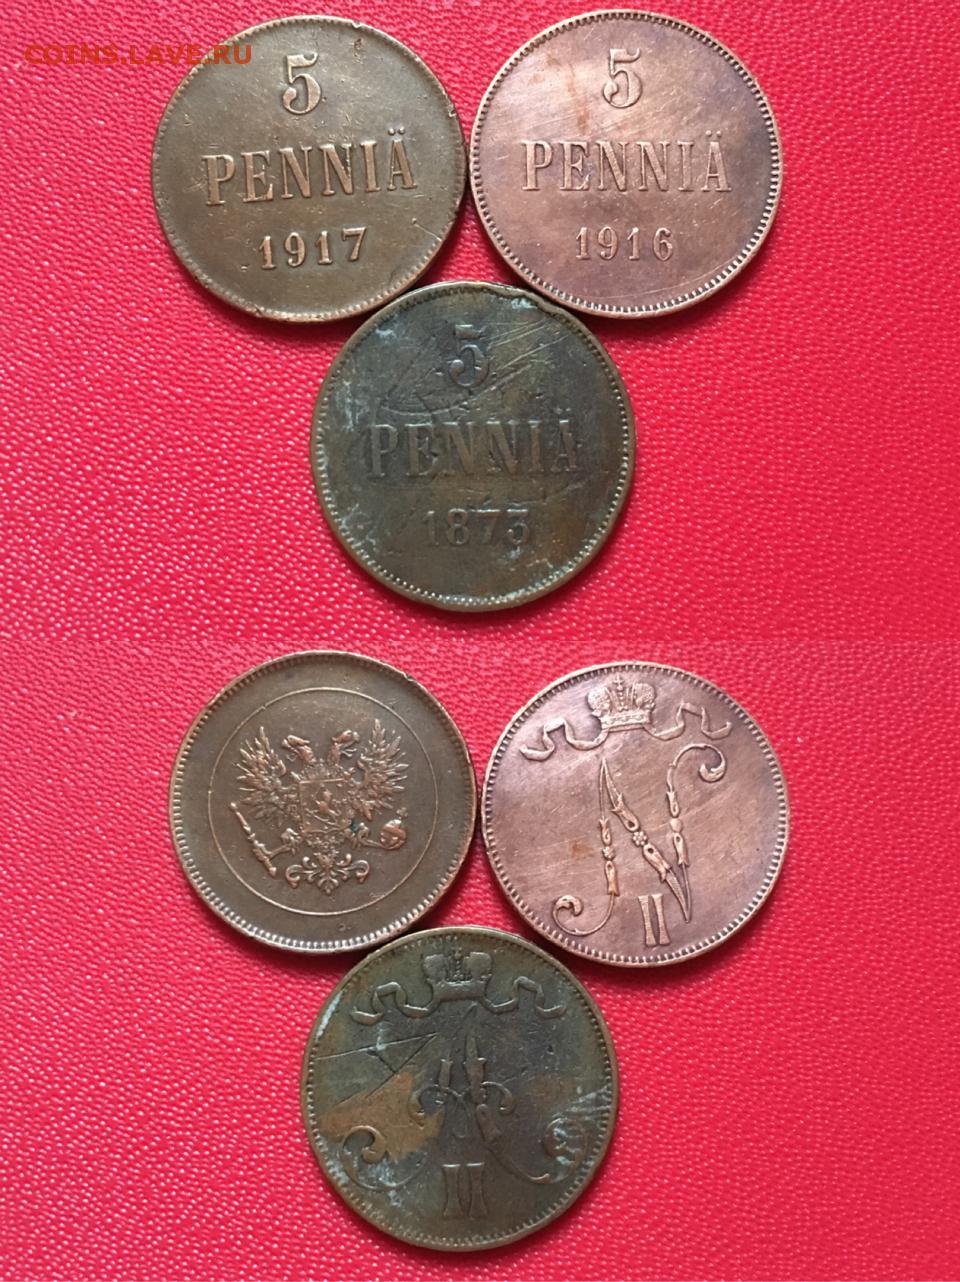 COINS.LAVE.RU
5
PENNIÄ
1917
5
PENNIÄ
1916
5
PENNIÄ
1873
II
II